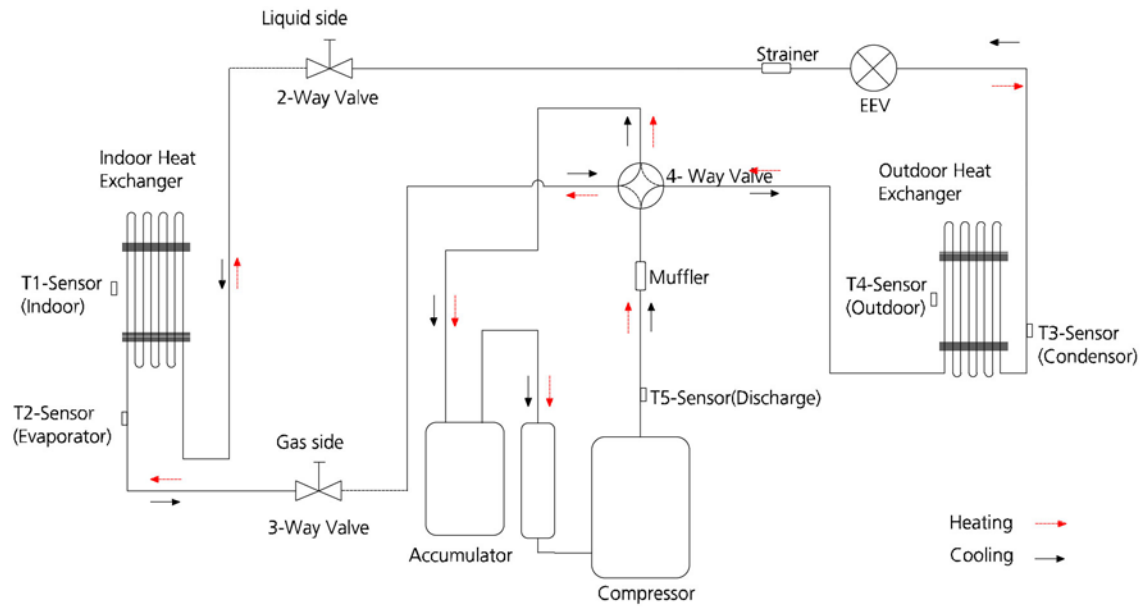 Liquid side
2-Way Valve
Strainer
EEV
Indoor Heat
Exchanger
4- Way Valve
Outdoor Heat
Exchanger
T1-Sensor
(Indoor)
Muffler
T4-Sensor
(Outdoor)
T3-Sensor
(Condensor)
T2-Sensor
(Evaporator)
T5-Sensor(Discharge)
Gas side
3-Way Valve
Accumulator
Compressor
Heating
Cooling